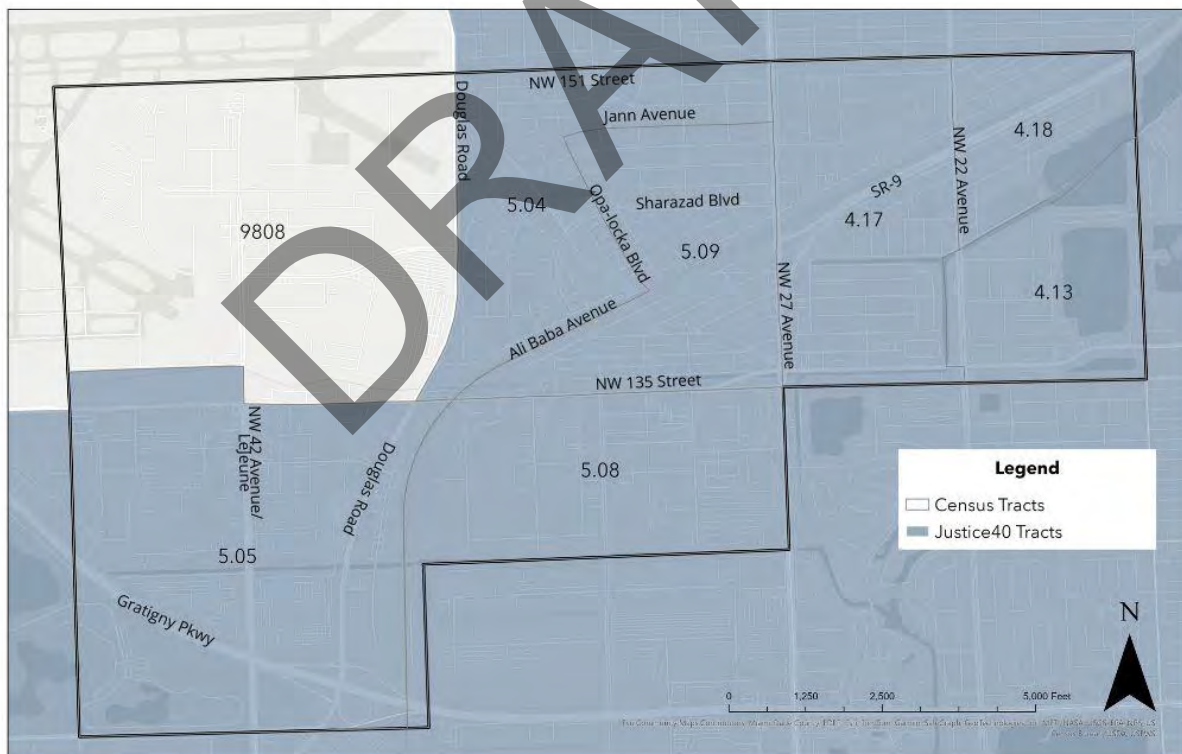 DRAF
NW 151 Street
Jann Avenue
Douglas Road
4.18
NW 22 Avenue
SR-9
5.04
Opa-locka Blvd
Sharazad Blvd
4.17
9808
5.09
4.13
NW 27 Avenue
Ali Baba Avenue
NW 135 Street
NW 42 Avenue/
Lejeune
Douglas Road
5.08
5.05
Gratigny Pkwy
Legend
Census Tracts
Justice40 Tracts
N
0 1,250 2,500 5,000 Feet